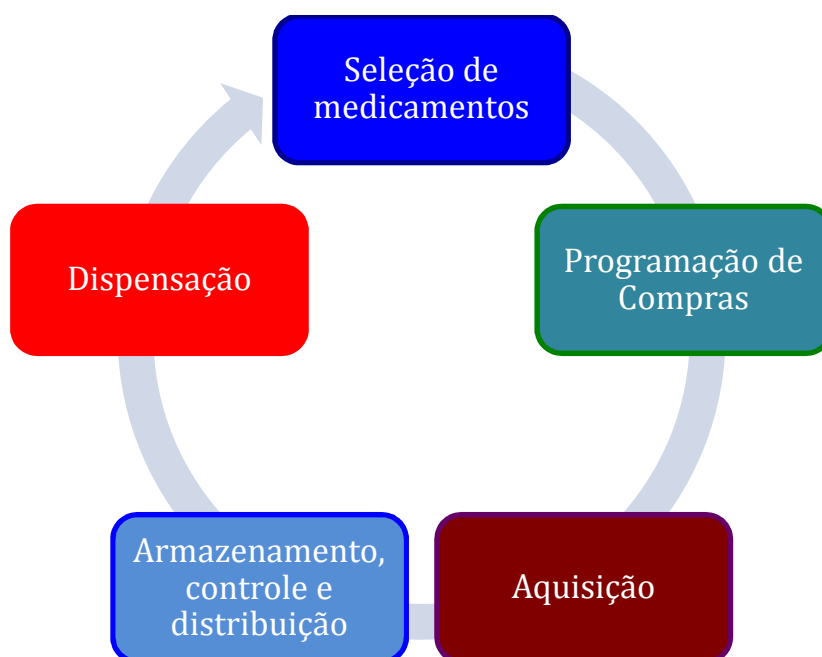 Seleção de
medicamentos
Programação de
Compras
Aquisição
Armazenamento,
controle e
distribuição
Dispensação